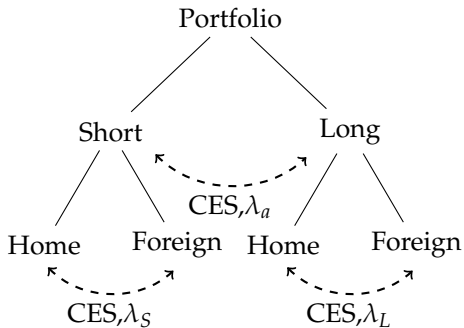 Portfolio
Short Long
CES,λa
Home Foreign Home Foreign
CES,λS CES,λL